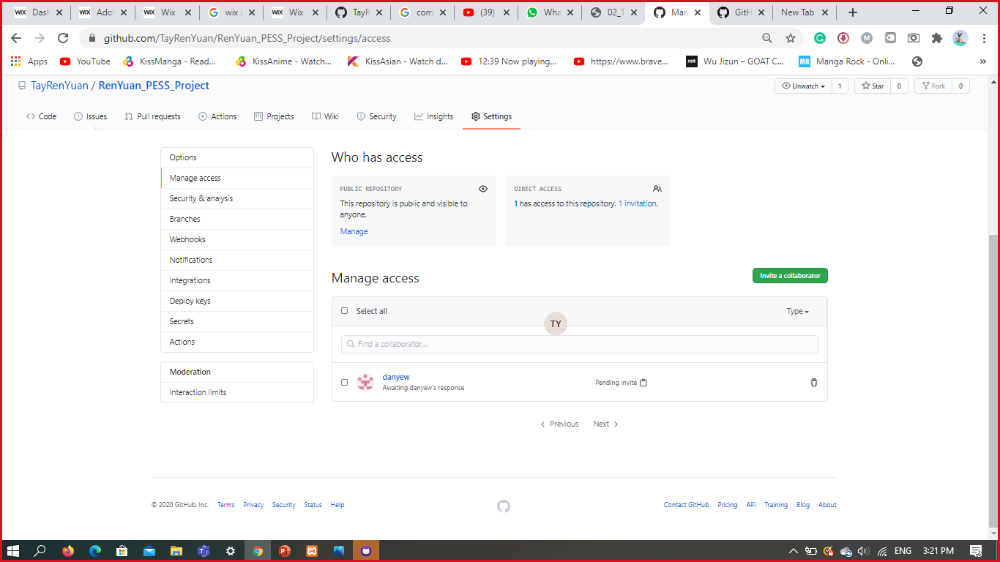 WIX Dash
WIX Adol
WIX Wix
wix a
WIX Wix
TayR
com
(39)
Wha
02_T
Man
GitH
New Tab
github.com/TayRenYuan/RenYuan_PESS_Project/settings/access
Apps
YouTube
KissManga - Read...
KissAnime - Watch...
KissAsian - Watch d...
12:39 Now playing...
https://www.brave...
Wu Jizun – GOAT C...
MR Manga Rock - Onli...
»
TayRenYuan / RenYuan_PESS_Project
Unwatch 1
Star 0
Fork 0
Code
Issues
Pull requests
Actions
Projects
Wiki
Security
Insights
Settings
Options
Manage access
Security & analysis
Branches
Webhooks
Notifications
Integrations
Deploy keys
Secrets
Actions
Moderation
Interaction limits
Who has access
PUBLIC REPOSITORY
This repository is public and visible to
anyone.
Manage
DIRECT ACCESS
1 has access to this repository. 1 invitation.
Manage access
Invite a collaborator
Select all
Type
TY
Find a collaborator...
danyew
Awaiting danyew's response
Pending Invite
Previous
Next
© 2020 GitHub, Inc.
Terms
Privacy
Security
Status
Help
Contact GitHub
Pricing
API
Training
Blog
About
ENG
3:21 PM